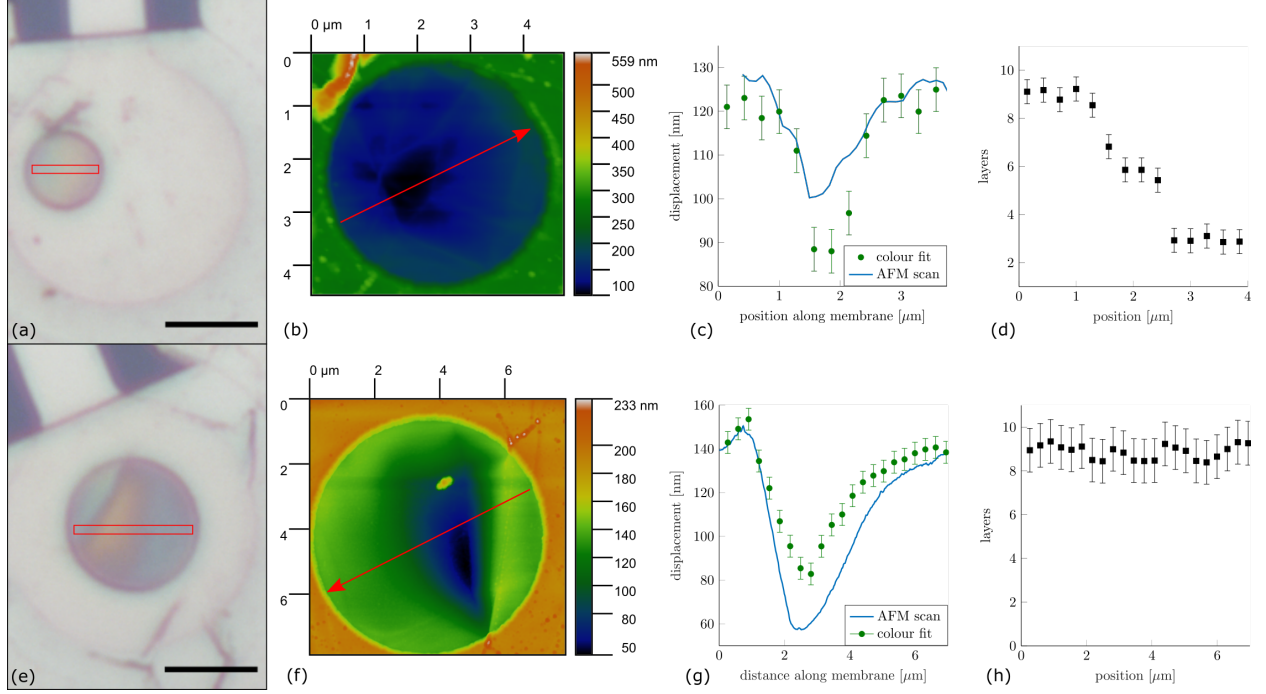 (a)
0 µm 1 2 3 4
0
1
2
3
4
559 nm
500
450
400
350
300
250
200
150
100
(b)
displacement [nm]
130
120
110
100
90
80
0 1 2 3
position along membrane [μm]
colour fit
AFM scan
(c)
layers
10
8
6
4
2
0 1 2 3 4
position [μm]
(d)
(e)
0 µm 2 4 6
0
2
4
6
233 nm
200
180
160
140
120
100
80
50
(f)
displacement [nm]
160
140
120
100
80
60
0 2 4 6
distance along membrane [μm]
AFM scan
colour fit
(g)
layers
10
8
6
4
2
0
0 2 4 6
position [μm]
(h)